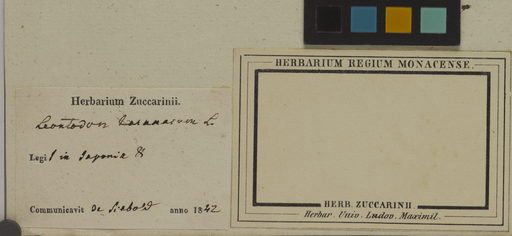 Herbarium Zuccarinii.
Leontodon taraxacum L.
Legit in Japonia
Communicavit de Siebold anno 1842
HERBARIUM REGIUM MONACENSE.
HERB. ZUCCARINII.
Herbar. Univ. Ludov. Maximil.